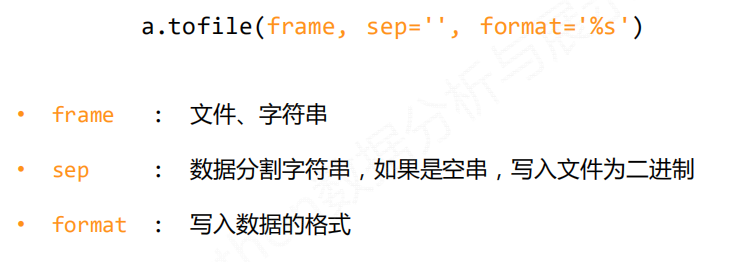 a.tofile(frame, sep='', format='%s')
• frame : 文件、字符串
• sep : 数据分割字符串，如果是空串，写入文件为二进制
• format : 写入数据的格式